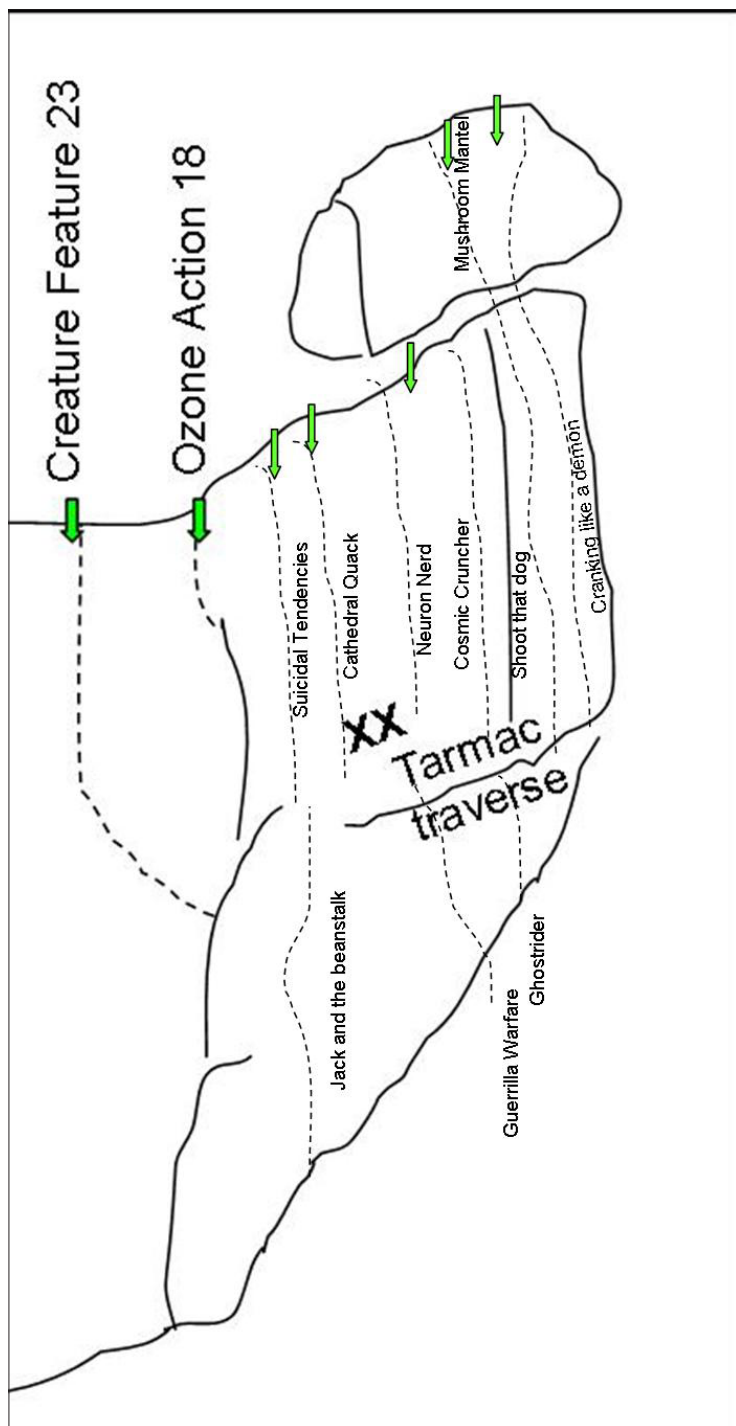 Creature Feature 23
Ozone Action 18
Suicidal Tendencies
Cathedral Quack
Neuron Nerd
Cosmic Cruncher
Mushroom Mantel
Shoot that dog
Cranking like a demon
XX
Tarmac
traverse
Jack and the beanstalk
Guerrilla Warfare
Ghostrider